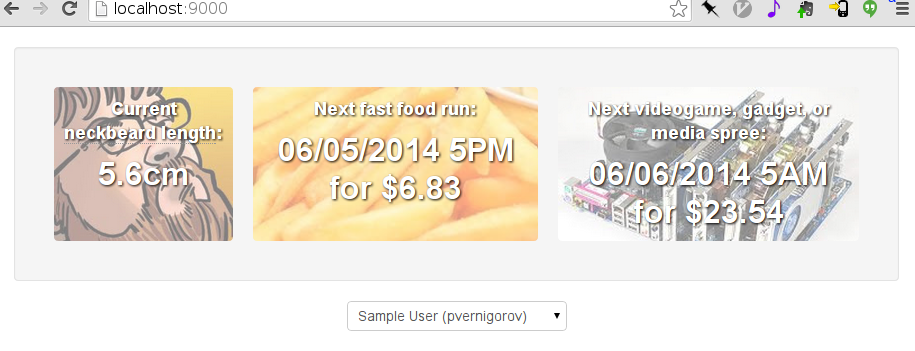 localhost:9000
Current
neckbeard length:
5.6cm
Next fast food run:
06/05/2014 5PM
for $6.83
Next videogame, gadget, or
media spree:
06/06/2014 5AM
for $23.54
Sample User (pvernigorov)